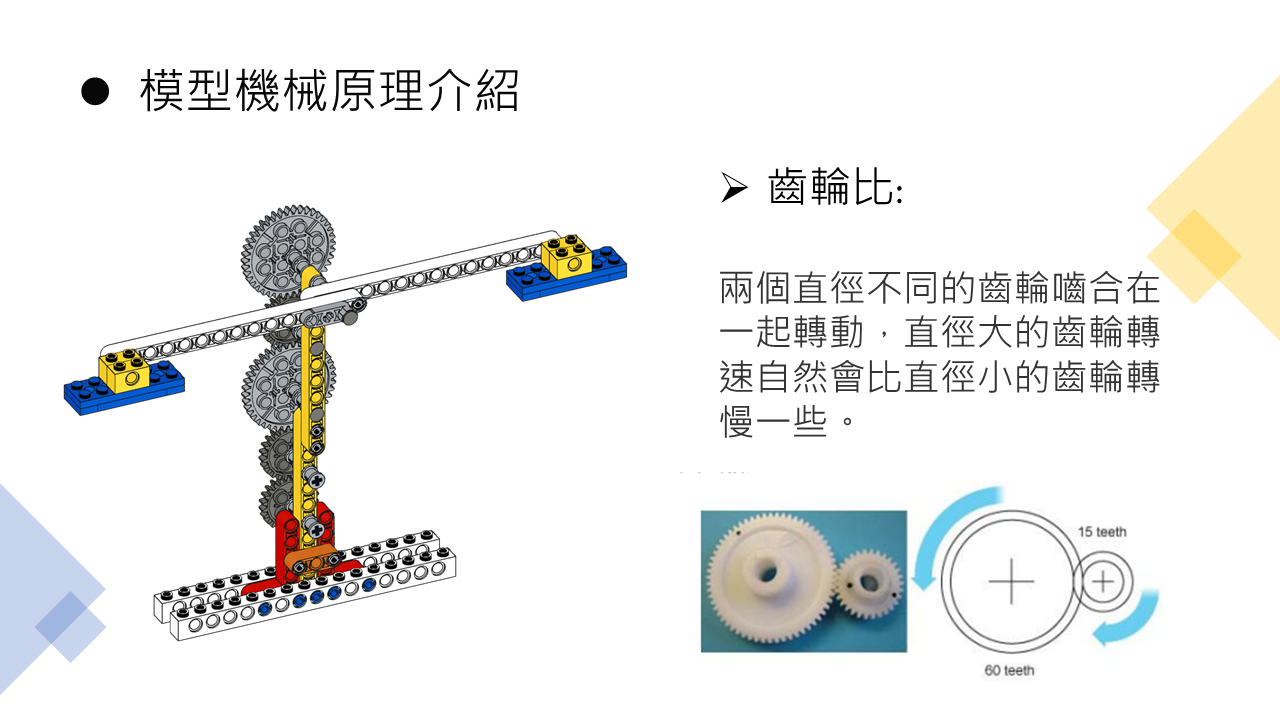 ● 模型機械原理介紹
➢ 齒輪比:
兩個直徑不同的齒輪嚙合在
一起轉動，直徑大的齒輪轉
速自然會比直徑小的齒輪轉
慢一些。
15 teeth
60 teeth